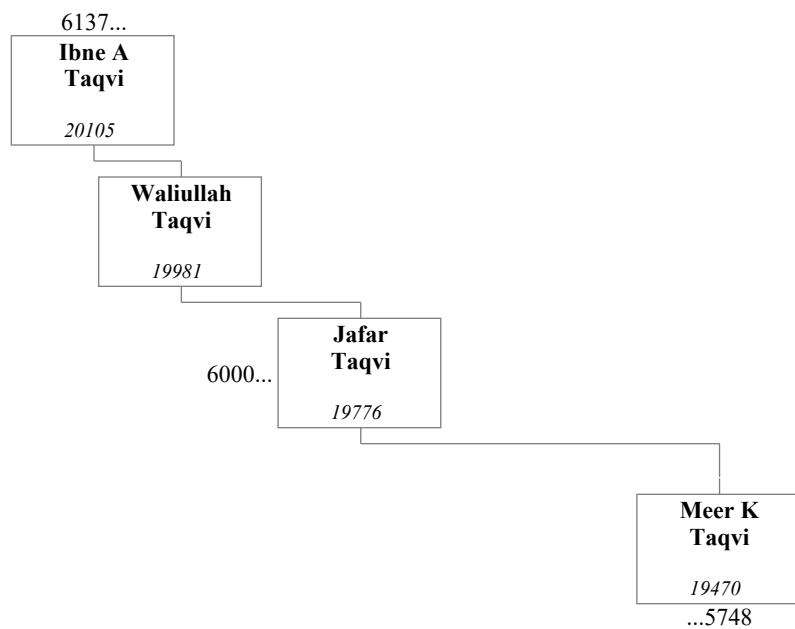 6137...
Ibne A
Taqvi
20105
Waliullah
Taqvi
19981
Jafar
Taqvi
6000...
19776
Meer K
Taqvi
19470
...5748